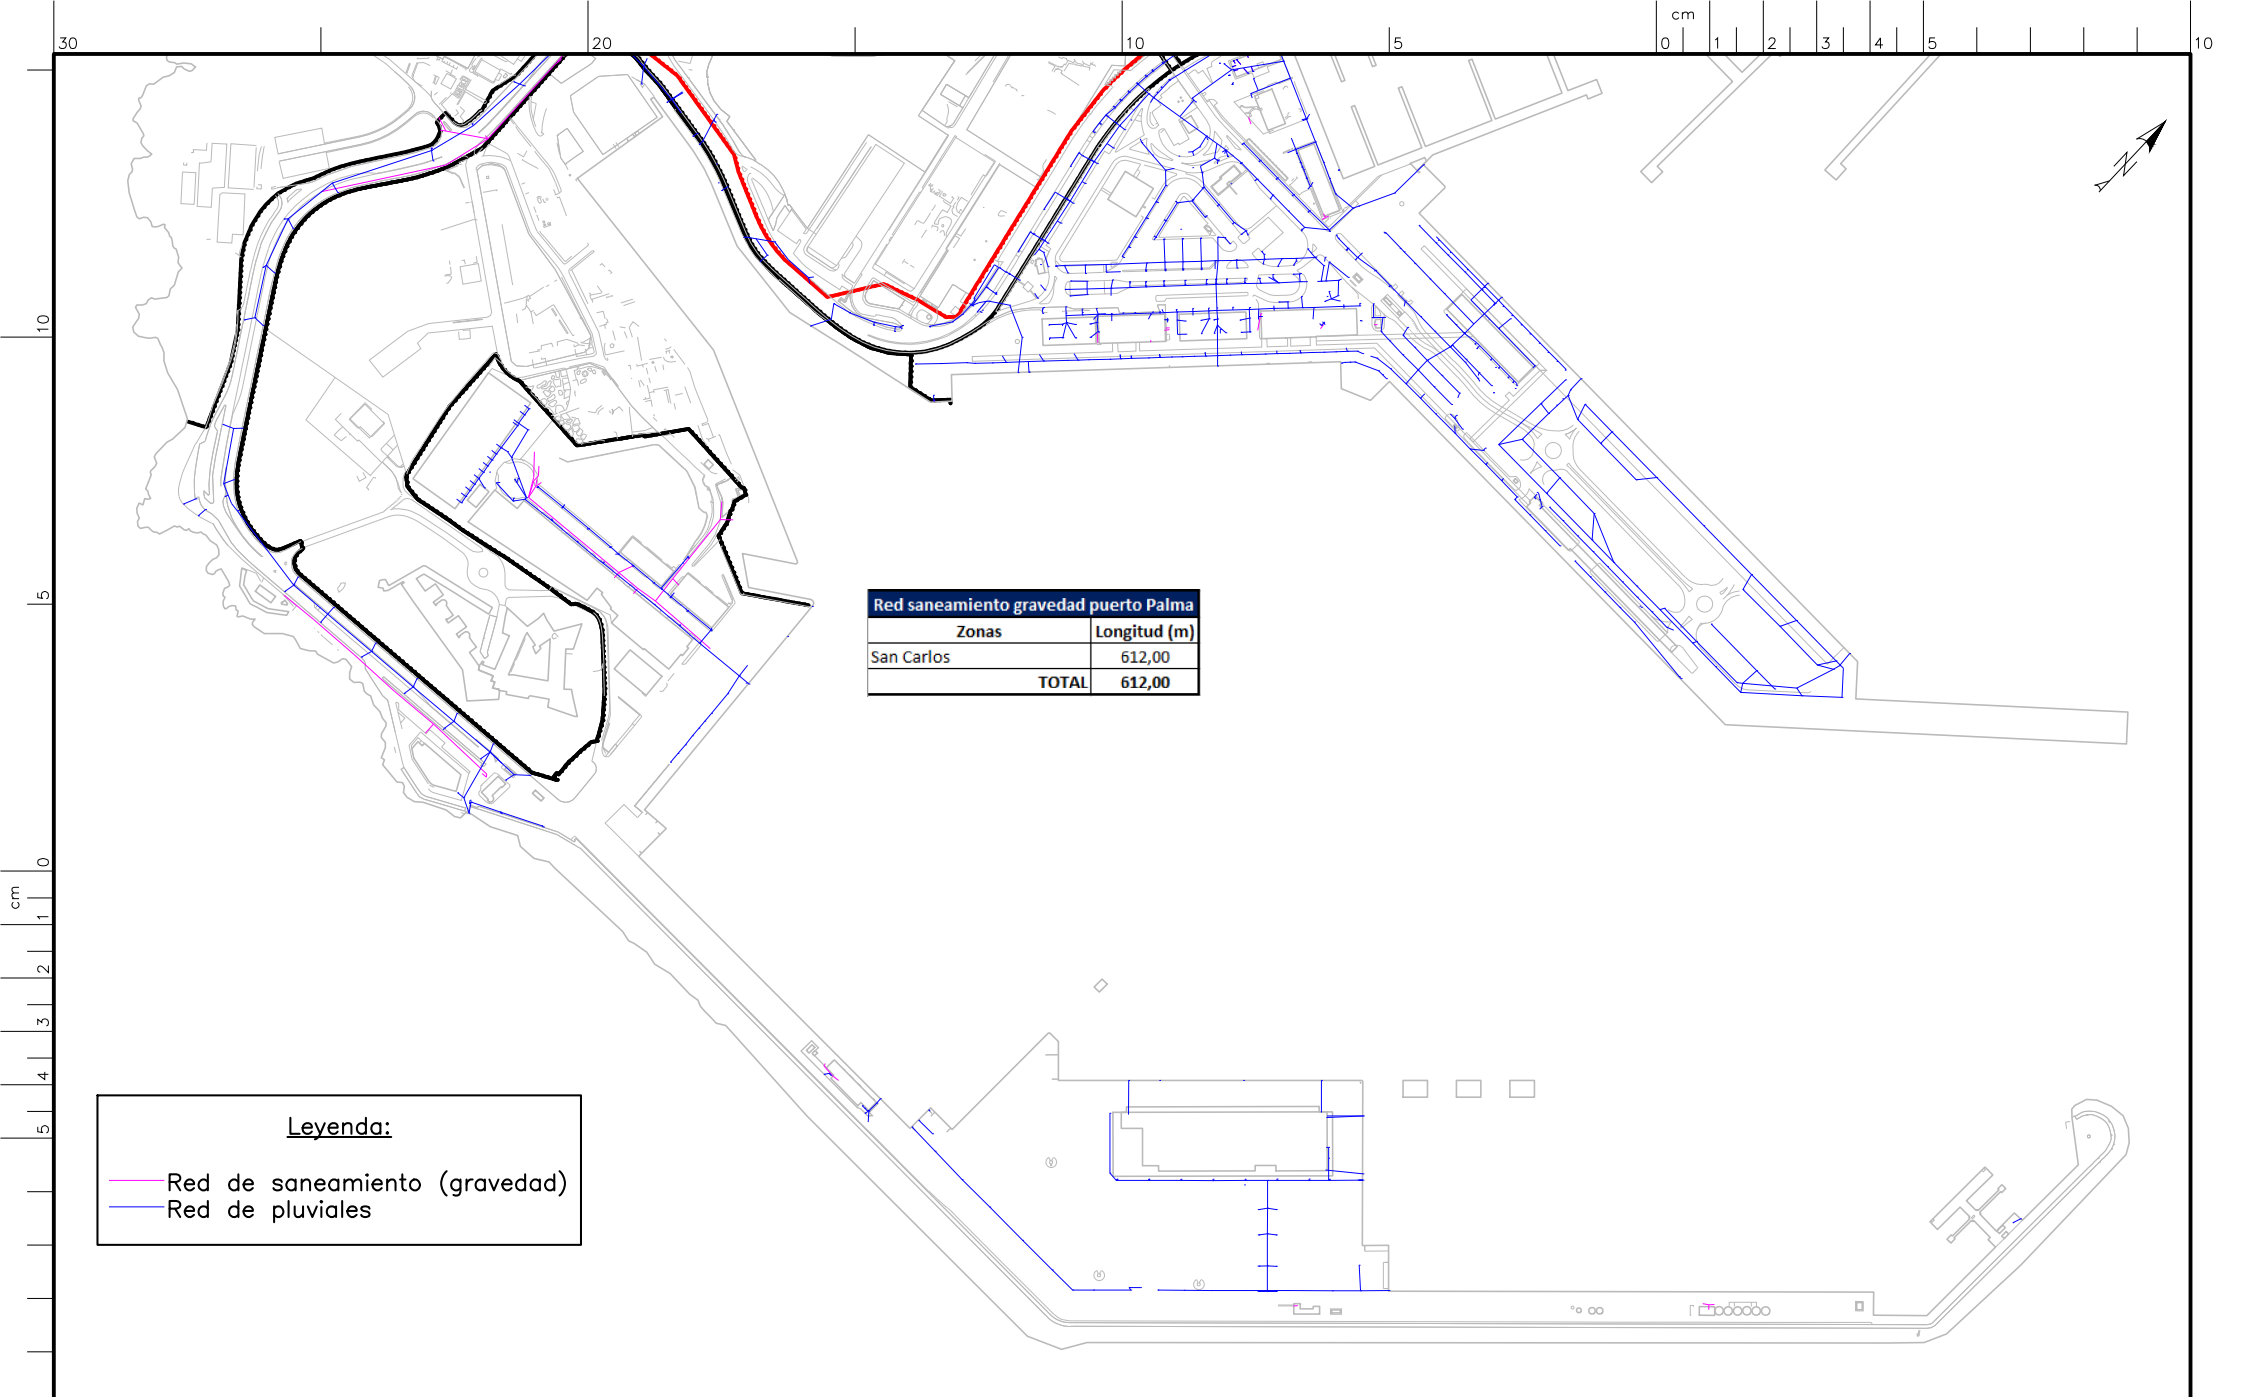 cm
30 20 10 5 0 1 2 3 4 5 10
N
10
5
0
cm
1
2
3
4
5
Red saneamiento gravedad puerto Palma
Zonas Longitud (m)
San Carlos 612,00
TOTAL 612,00
Leyenda:
Red de saneamiento (gravedad)
Red de pluviales